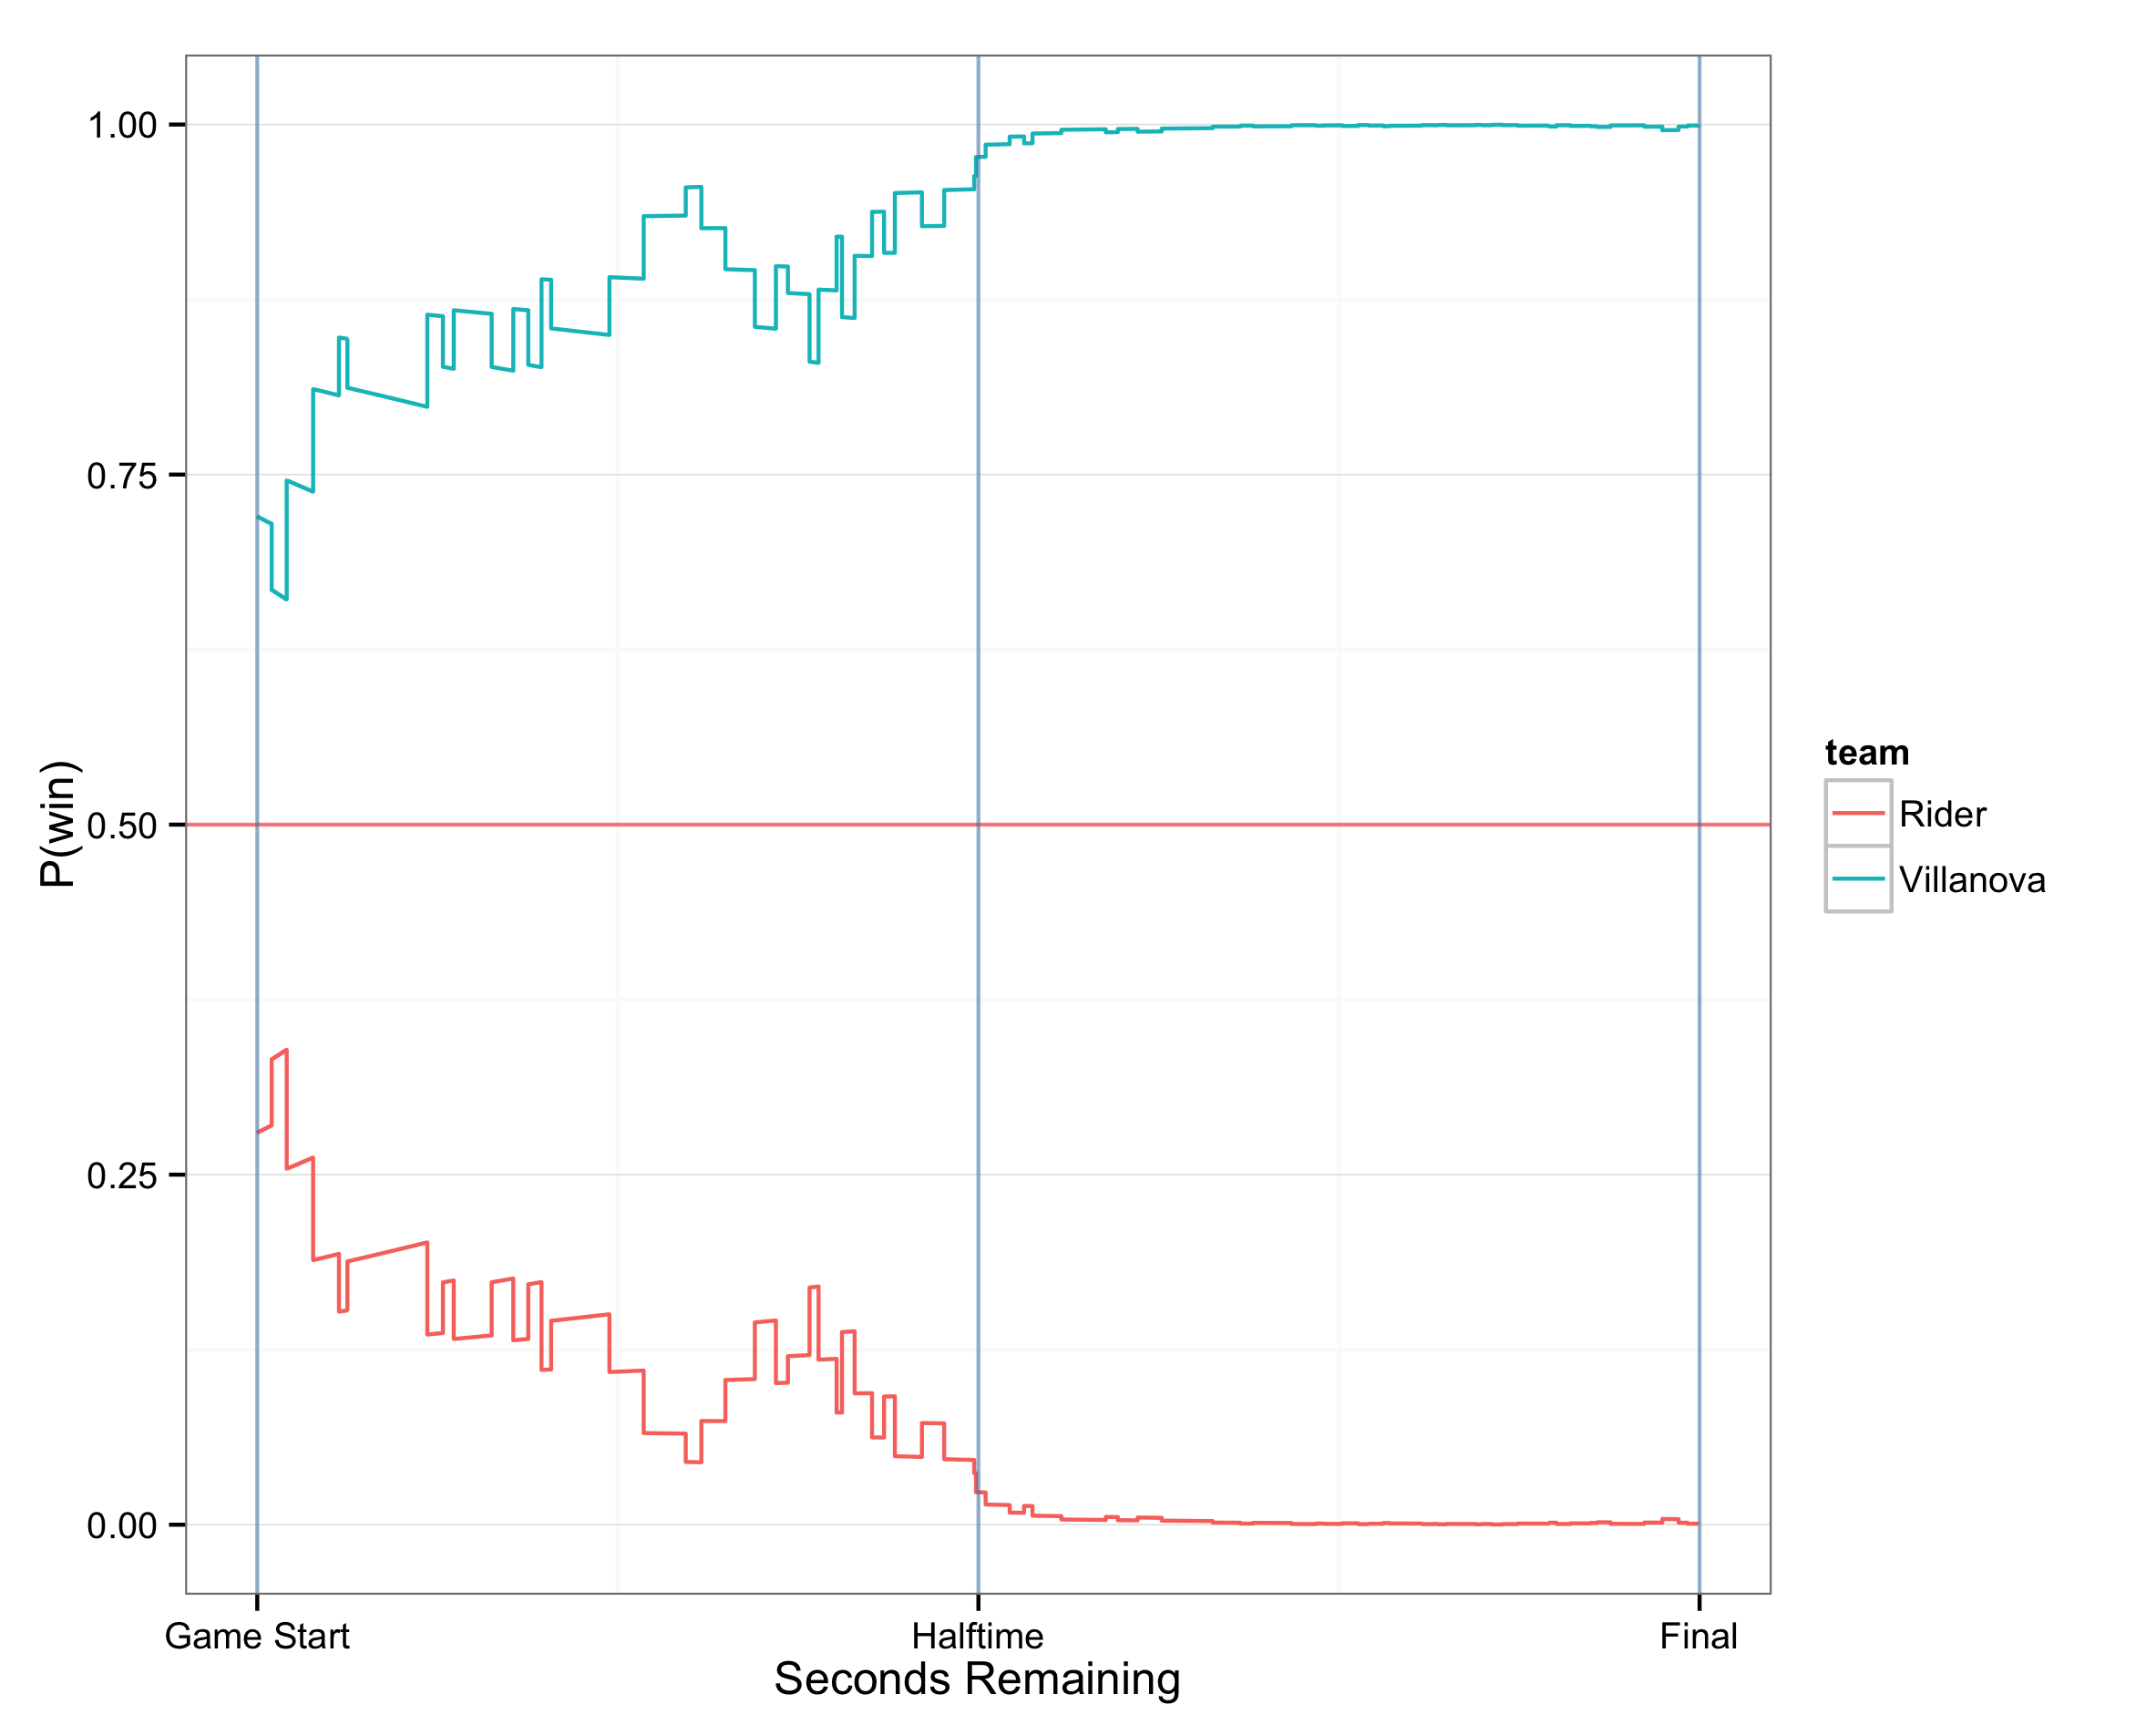 1.00
0.75
0.50
0.25
0.00
P(win)
Game Start
Halftime
Final
Seconds Remaining
team
Rider
Villanova